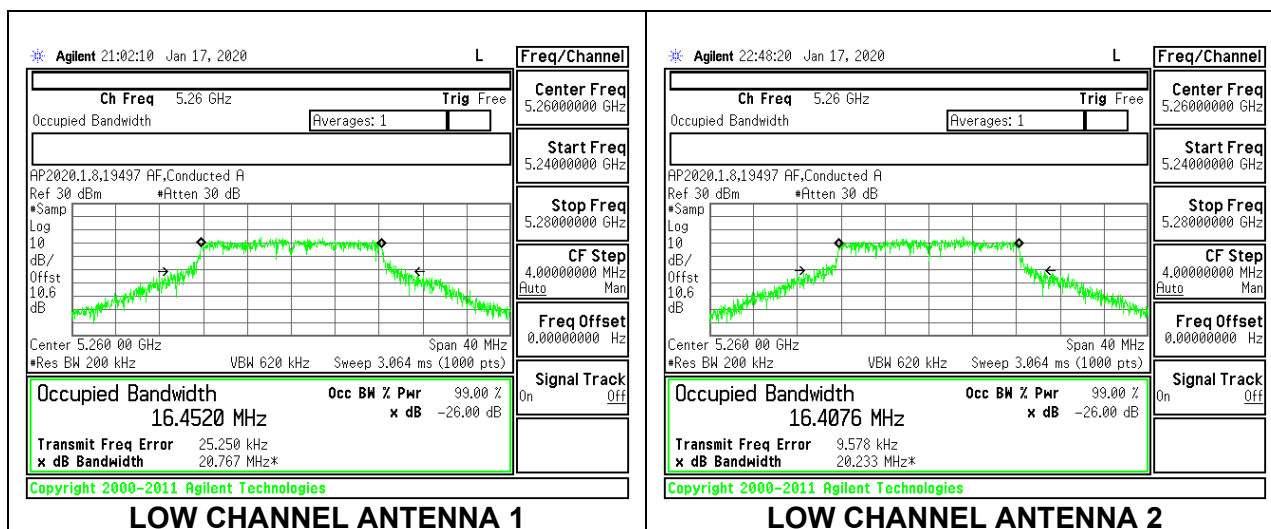 Agilent 21:02:10 Jan 17, 2020 L
Freq/Channel
Ch Freq 5.26 GHz Trig Free
Occupied Bandwidth Averages: 1
AP2020.1.8,19497 AF,Conducted A
Ref 30 dBm #Atten 30 dB
#Samp
Log
10
dB/
Offst
10.6
dB
Center 5.260 00 GHz Span 40 MHz
#Res BW 200 kHz VBW 620 kHz Sweep 3.064 ms (1000 pts)
Occupied Bandwidth Occ BW % Pwr 99.00 %
16.4520 MHz x dB -26.00 dB
Transmit Freq Error 25.250 kHz
x dB Bandwidth 20.767 MHz*
Copyright 2000-2011 Agilent Technologies
Center Freq
5.26000000 GHz
Start Freq
5.24000000 GHz
Stop Freq
5.28000000 GHz
CF Step
4.00000000 MHz
Auto Man
Freq Offset
0.00000000 Hz
Signal Track
On Off
LOW CHANNEL ANTENNA 1
Agilent 22:48:20 Jan 17, 2020 L
Freq/Channel
Ch Freq 5.26 GHz Trig Free
Occupied Bandwidth Averages: 1
AP2020.1.8,19497 AF,Conducted A
Ref 30 dBm #Atten 30 dB
#Samp
Log
10
dB/
Offst
10.6
dB
Center 5.260 00 GHz Span 40 MHz
#Res BW 200 kHz VBW 620 kHz Sweep 3.064 ms (1000 pts)
Occupied Bandwidth Occ BW % Pwr 99.00 %
16.4076 MHz x dB -26.00 dB
Transmit Freq Error 9.578 kHz
x dB Bandwidth 20.233 MHz*
Copyright 2000-2011 Agilent Technologies
Center Freq
5.26000000 GHz
Start Freq
5.24000000 GHz
Stop Freq
5.28000000 GHz
CF Step
4.00000000 MHz
Auto Man
Freq Offset
0.00000000 Hz
Signal Track
On Off
LOW CHANNEL ANTENNA 2